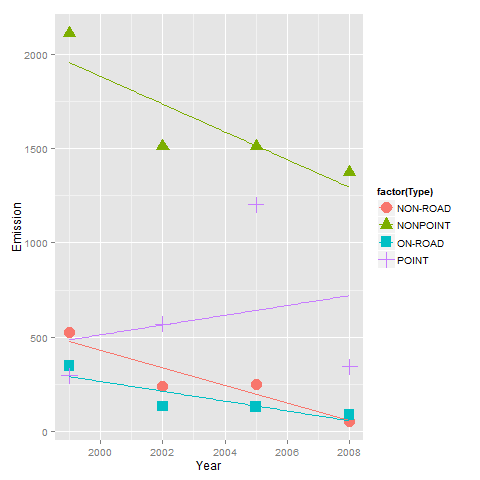 2000
1500
1000
500
0
Emission
2000
2002
2004
2006
2008
Year
factor(Type)
NON-ROAD
NONPOINT
ON-ROAD
POINT